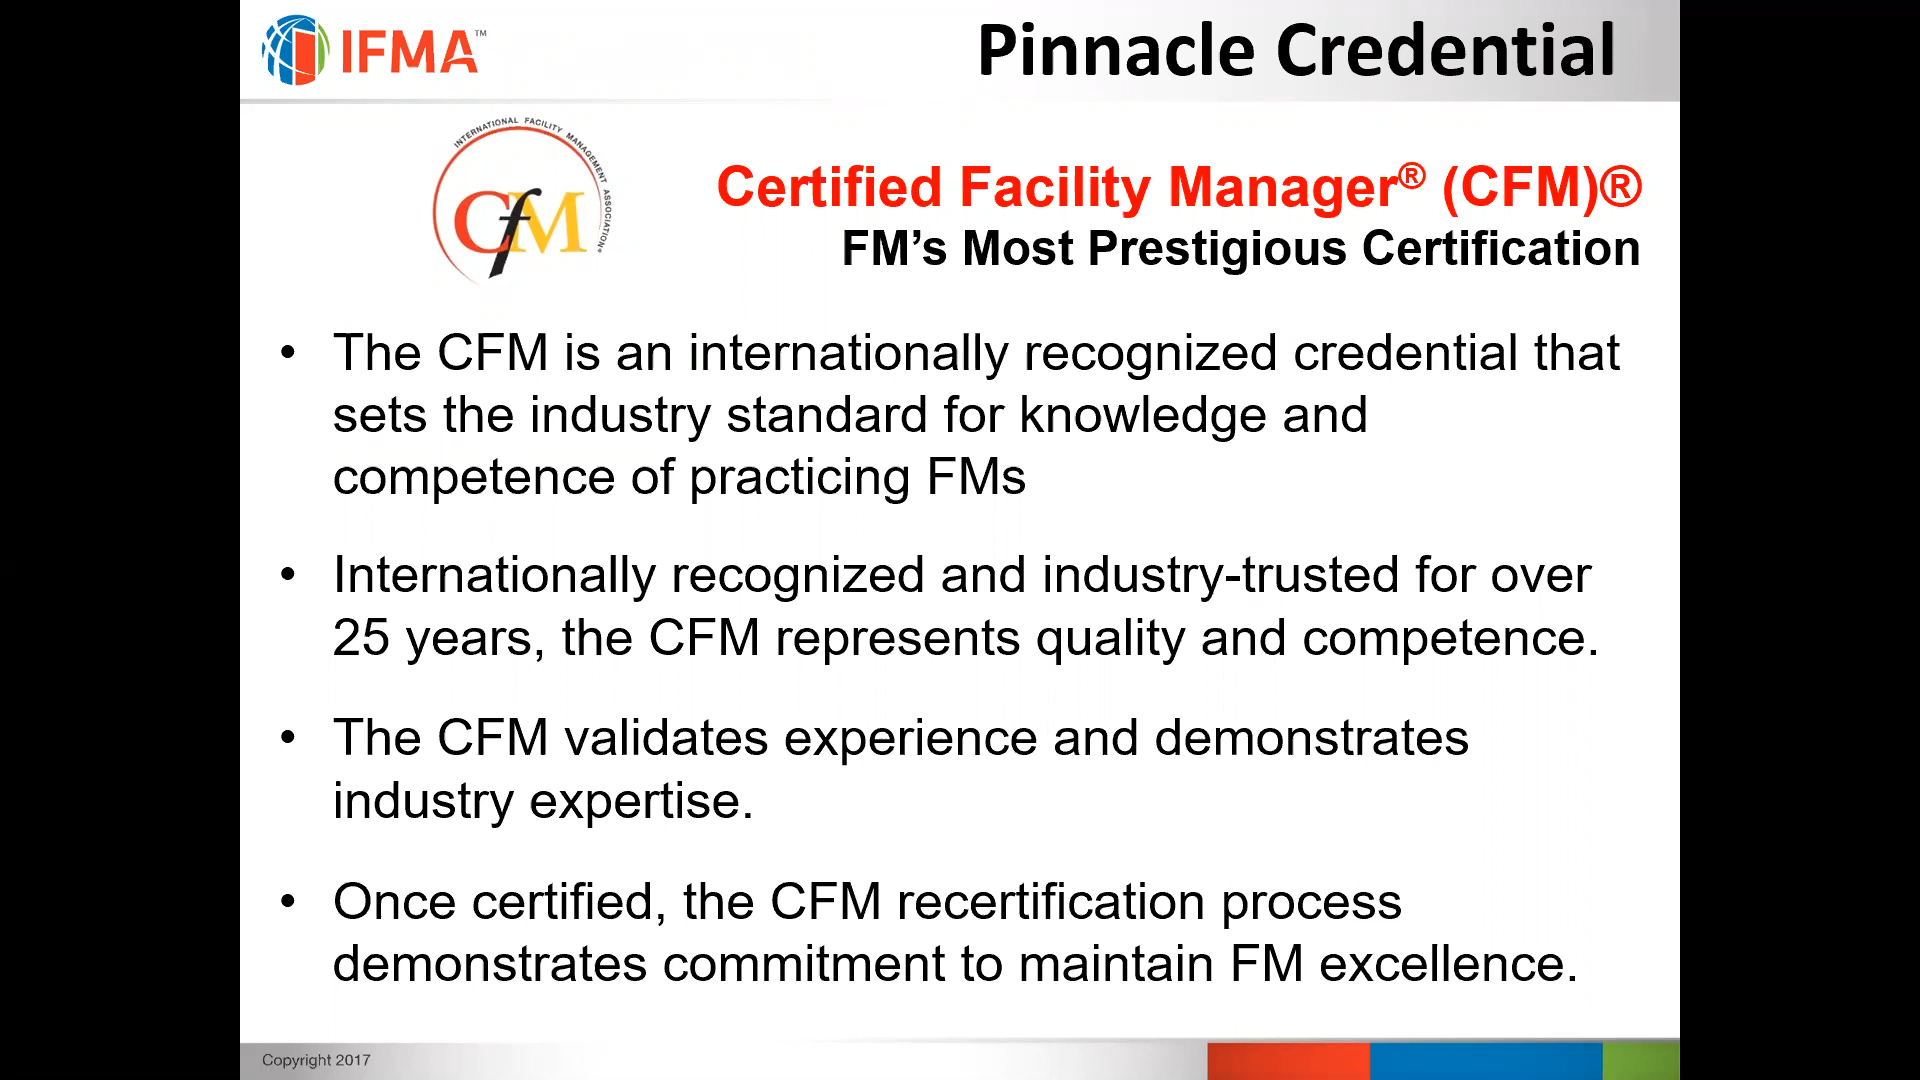 IFMA™
Pinnacle Credential
INTERNATIONAL FACILITY MANAGEMENT ASSOCIATION®
CfM
Certified Facility Manager® (CFM)®
FM’s Most Prestigious Certification
• The CFM is an internationally recognized credential that
sets the industry standard for knowledge and
competence of practicing FMs
• Internationally recognized and industry-trusted for over
25 years, the CFM represents quality and competence.
• The CFM validates experience and demonstrates
industry expertise.
• Once certified, the CFM recertification process
demonstrates commitment to maintain FM excellence.
Copyright 2017